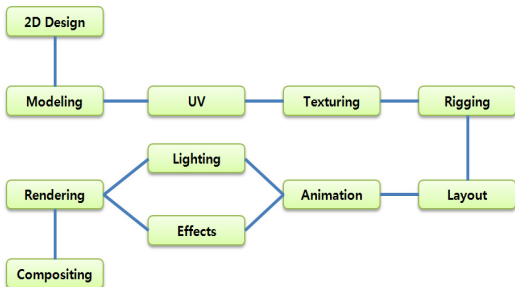 2D Design
Modeling
UV
Texturing
Rigging
Lighting
Rendering
Animation
Layout
Effects
Compositing